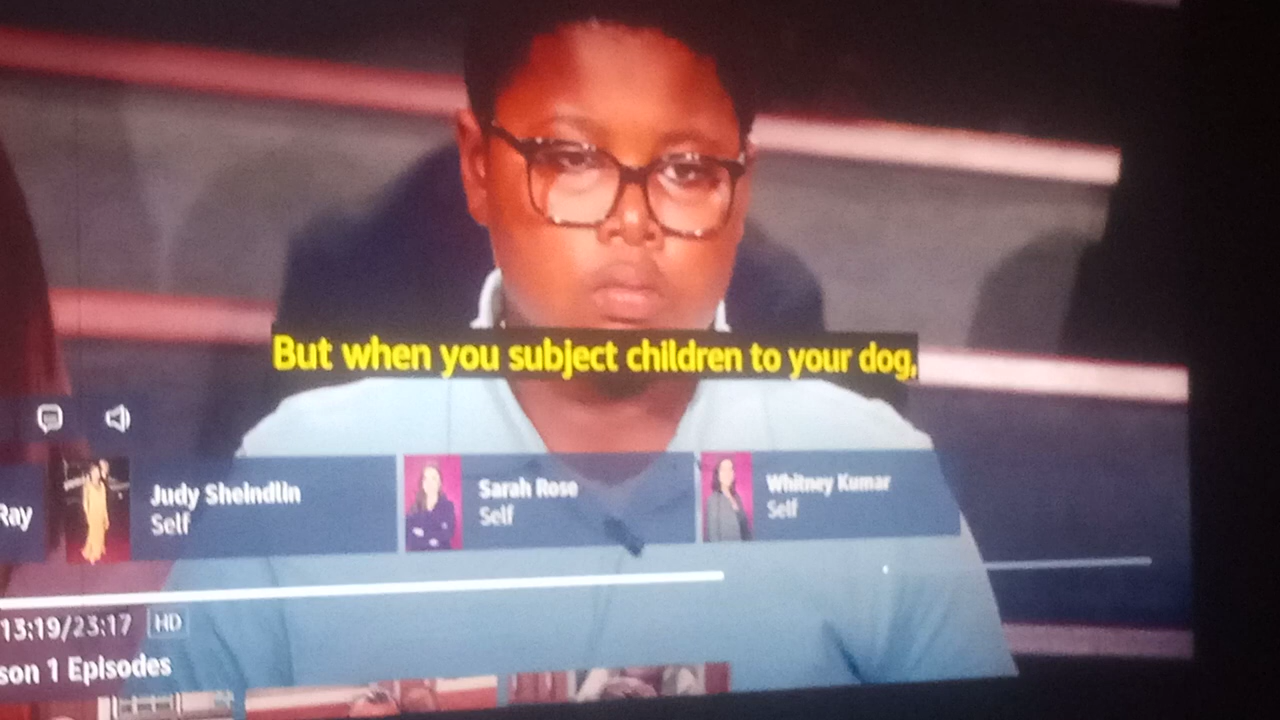 But when you subject children to your dog,
Ray
Judy Sheindlin
Self
Sarah Rose
Self
Whitney Kumar
Self
13:19/23:17 HD
son 1 Episodes